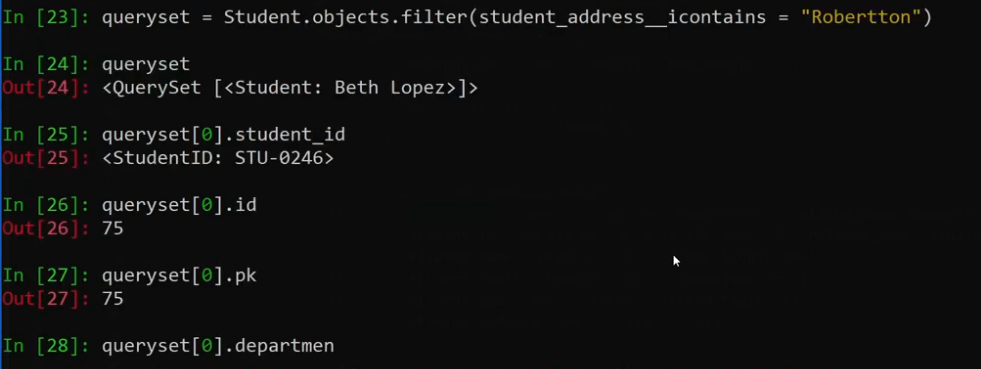 In [23]: queryset = Student.objects.filter(student_address__icontains = "Robertton")
In [24]: queryset
Out[24]: <QuerySet [<Student: Beth Lopez>]>
In [25]: queryset[0].student_id
Out[25]: <StudentID: STU-0246>
In [26]: queryset[0].id
Out[26]: 75
In [27]: queryset[0].pk
Out[27]: 75
In [28]: queryset[0].departmen